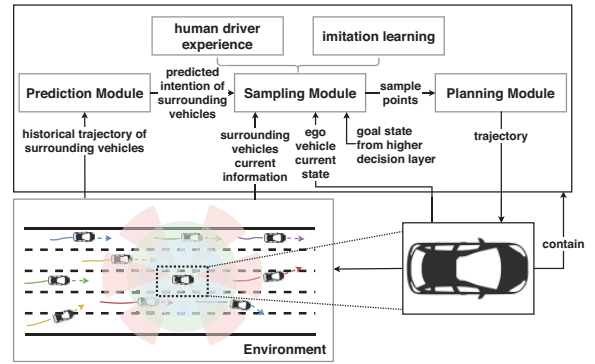 human driver
experience
imitation learning
Prediction Module
predicted
intention of
surrounding
vehicles
Sampling Module
sample
points
Planning Module
historical trajectory of
surrounding vehicles
surrounding
vehicles
current
information
ego
vehicle
current
state
goal state
from higher
decision layer
trajectory
contain
Environment